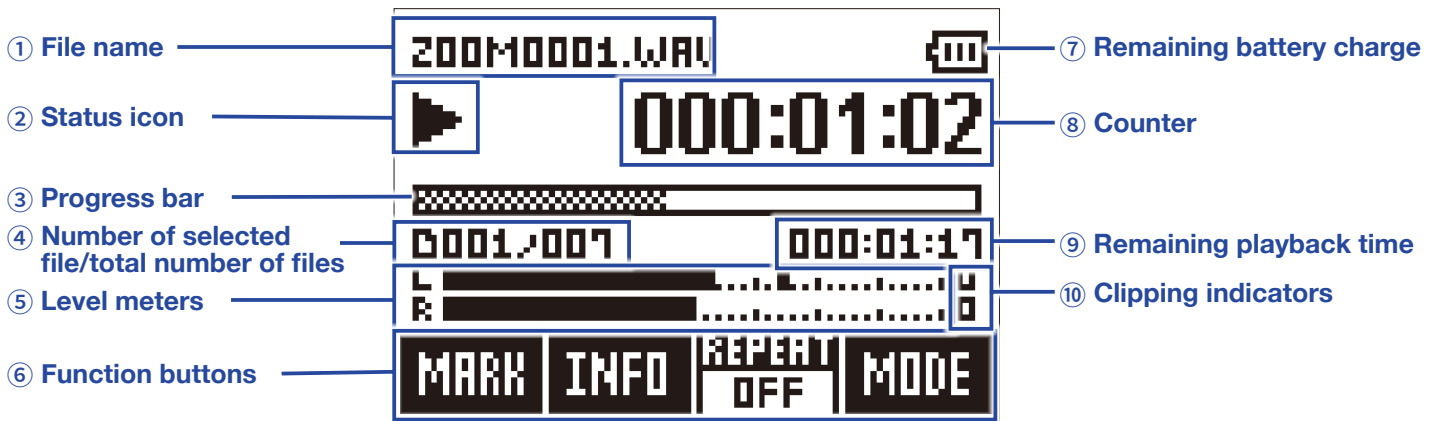 ① File name
ZOOM0001.WAV
⑦ Remaining battery charge
② Status icon
000:01:02
⑧ Counter
③ Progress bar
④ Number of selected
file/total number of files
001/007
000:01:17
⑨ Remaining playback time
⑤ Level meters
L
R
⑩ Clipping indicators
⑥ Function buttons
MARK INFO REPEAT OFF MODE